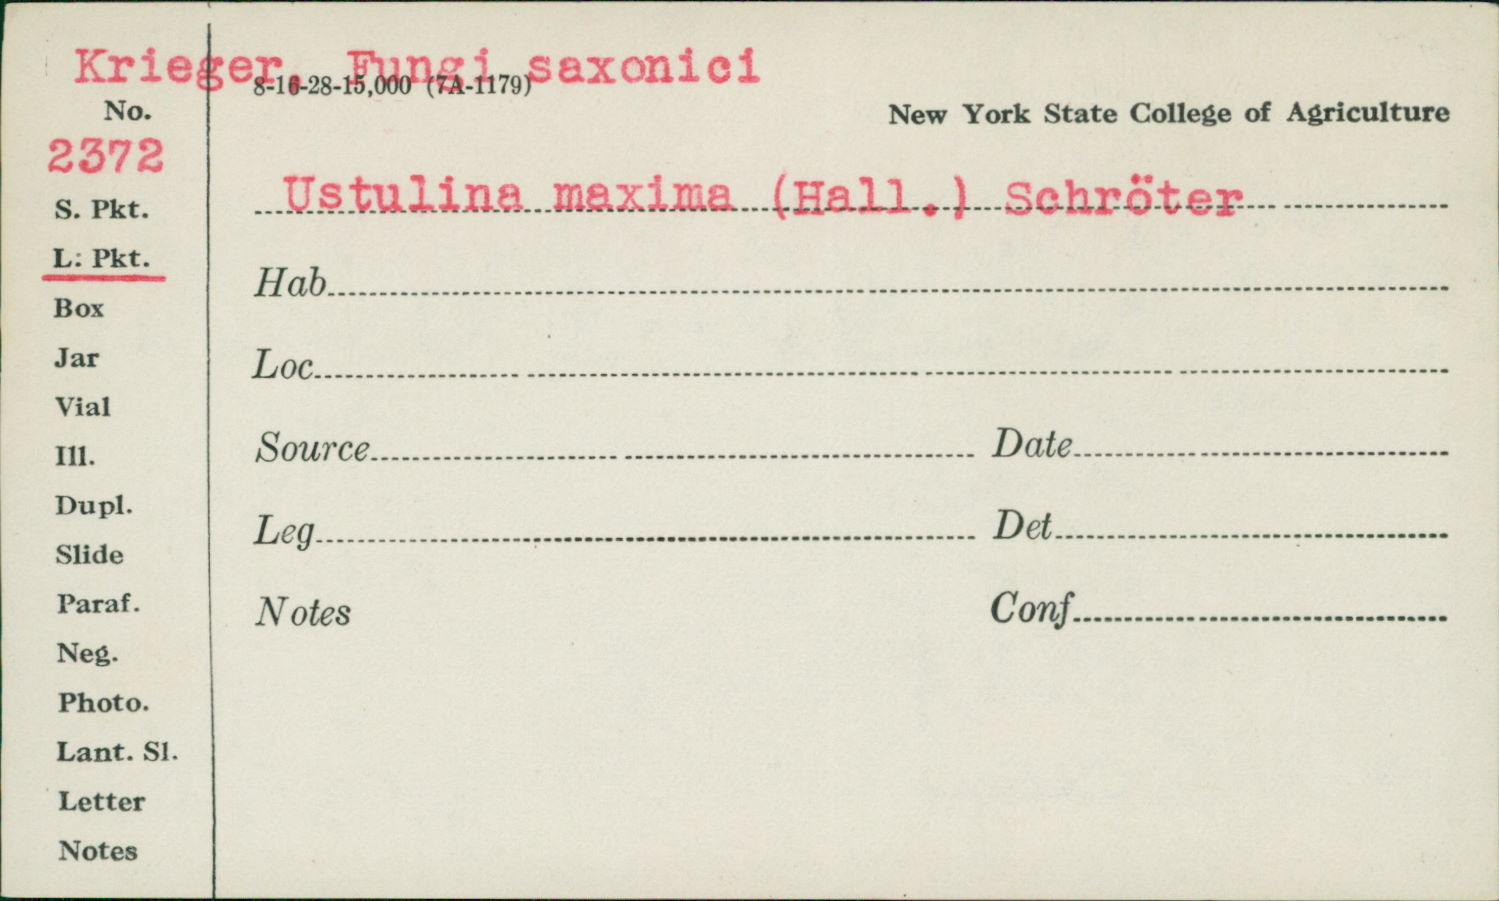 Krieger. Fungi saxonici
8-16-28-15,000 (7A-1179)
No.
New York State College of Agriculture
2372
Ustulina maxima (Hall.) Schröter
S. Pkt.
L: Pkt.
Hab
Box
Loc
Jar
Vial
Source Date
Ill.
Dupl.
Leg Det
Slide
Paraf.
Notes Conf
Neg.
Photo.
Lant. Sl.
Letter
Notes